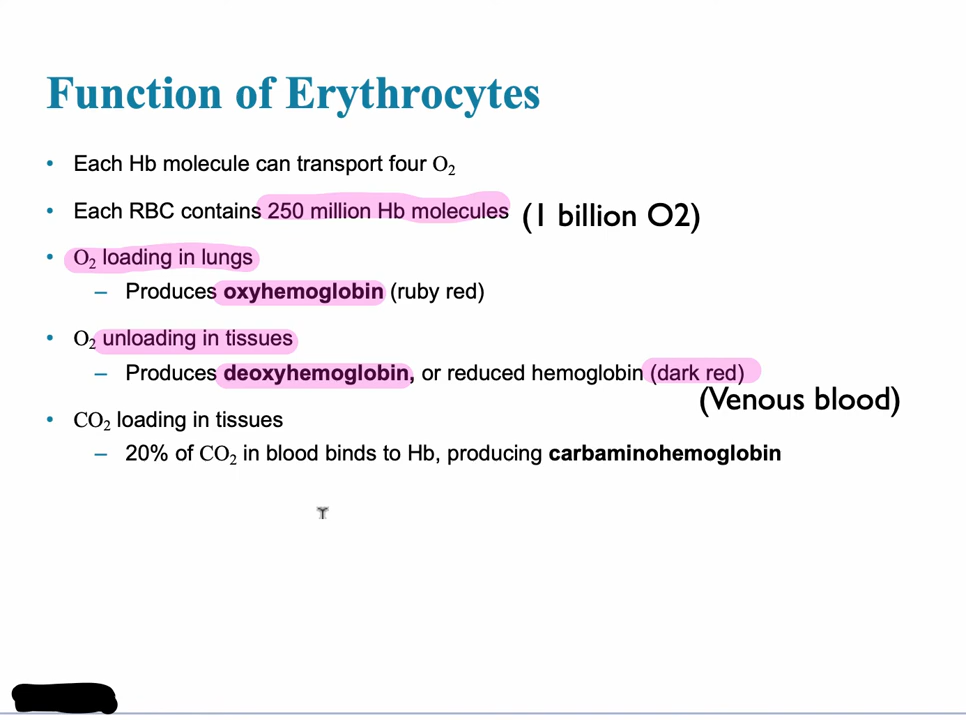 Function of Erythrocytes
• Each Hb molecule can transport four O₂
• Each RBC contains 250 million Hb molecules (1 billion O2)
• O₂ loading in lungs
– Produces oxyhemoglobin (ruby red)
• O₂ unloading in tissues
– Produces deoxyhemoglobin, or reduced hemoglobin (dark red)
(Venous blood)
• CO₂ loading in tissues
– 20% of CO₂ in blood binds to Hb, producing carbaminohemoglobin